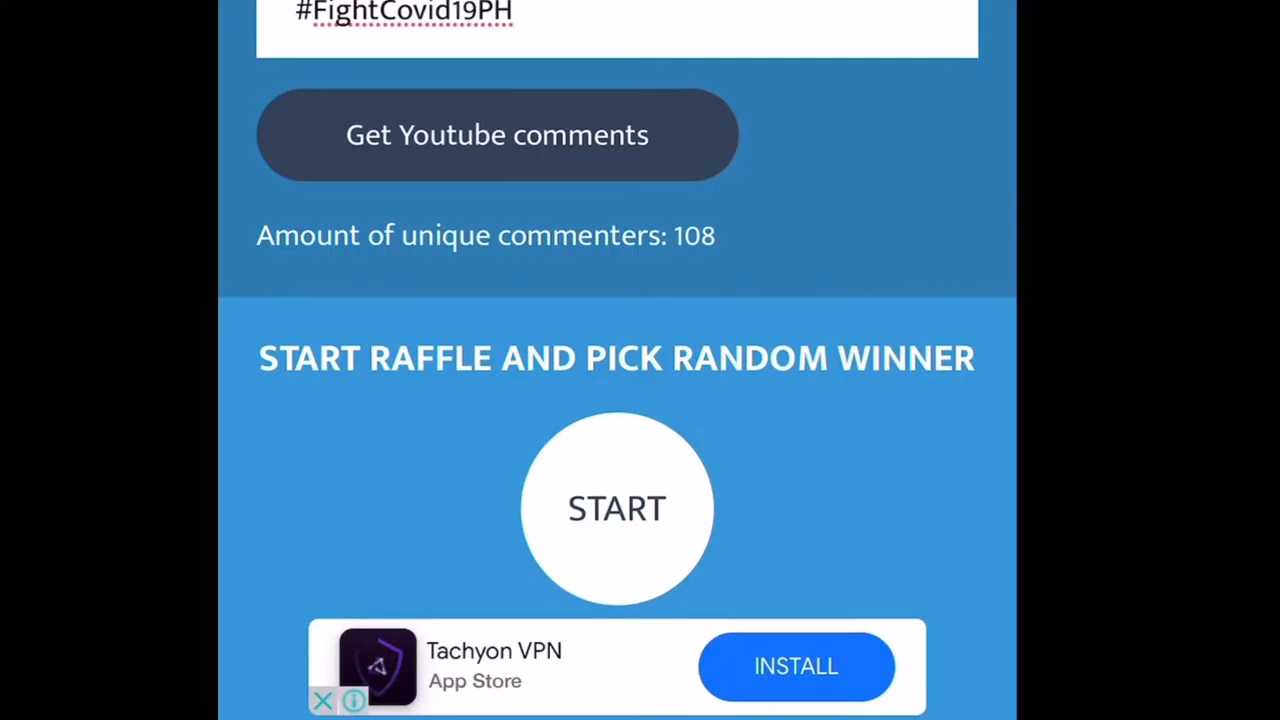 #FightCovid19PH
Get Youtube comments
Amount of unique commenters: 108
START RAFFLE AND PICK RANDOM WINNER
START
Tachyon VPN
App Store
INSTALL